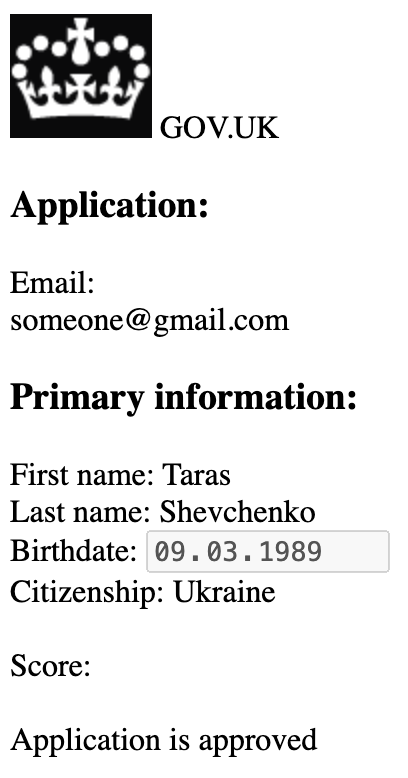 GOV.UK
Application:
Email:
someone@gmail.com
Primary information:
First name: Taras
Last name: Shevchenko
Birthdate: 09.03.1989
Citizenship: Ukraine
Score:
Application is approved